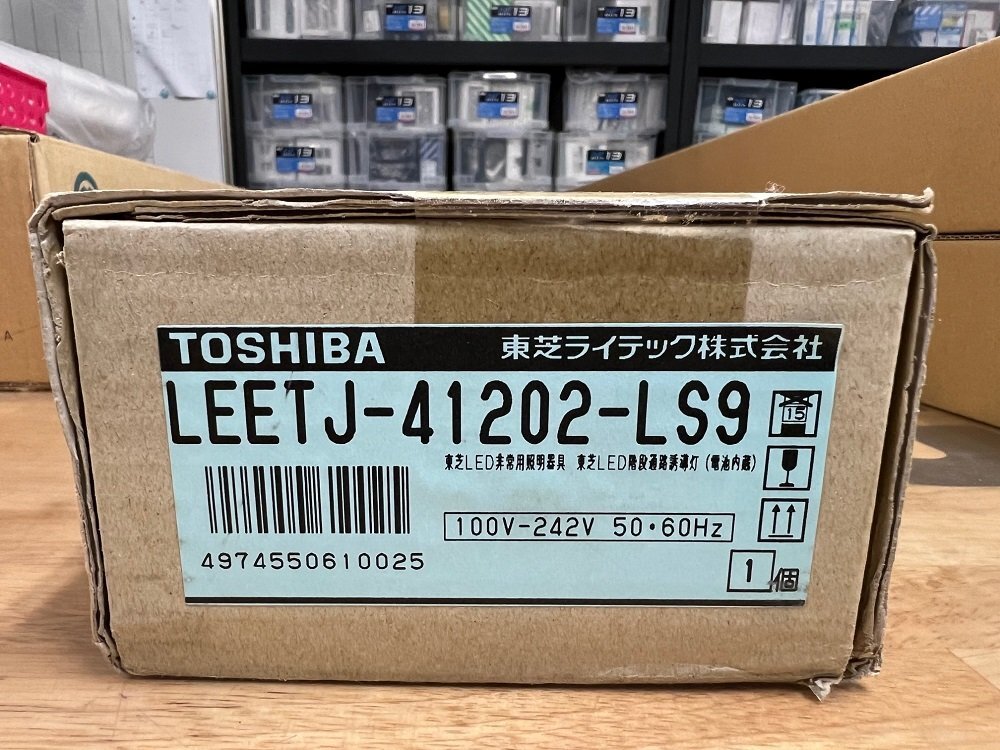 TOSHIBA 東芝ライテック株式会社
LEETJ-41202-LS9
15
東芝LED非常用照明器具 東芝LED階段通路誘導灯(電池内蔵)
100V-242V 50・60Hz
4974550610025
1個